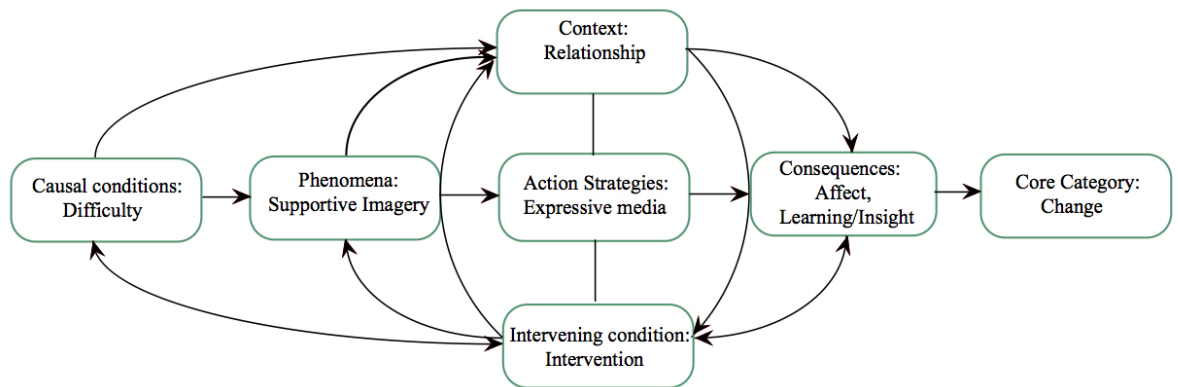 Context:
Relationship
Causal conditions:
Difficulty
Phenomena:
Supportive Imagery
Action Strategies:
Expressive media
Consequences:
Affect,
Learning/Insight
Core Category:
Change
Intervening condition:
Intervention